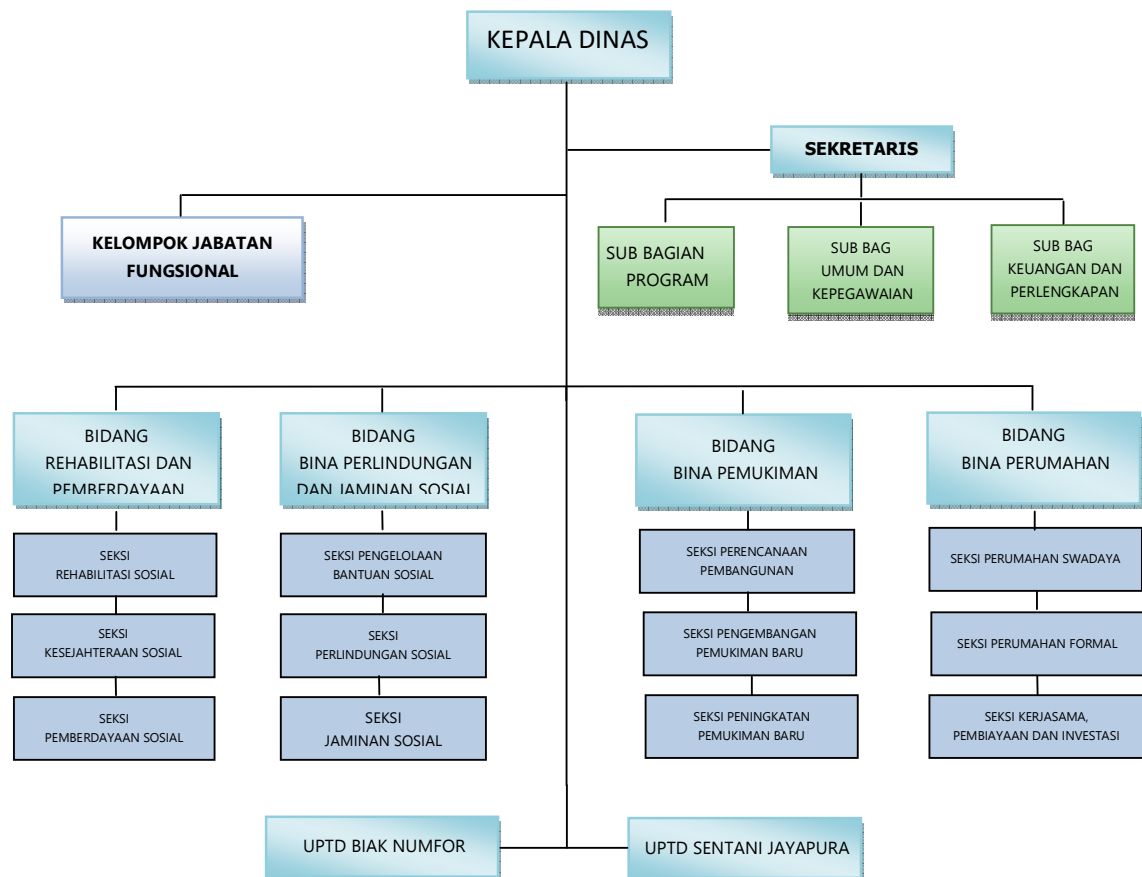 KEPALA DINAS
SEKRETARIS
KELOMPOK JABATAN
FUNGSIONAL
SUB BAGIAN
PROGRAM
SUB BAG
UMUM DAN
KEPEGAWAIAN
SUB BAG
KEUANGAN DAN
PERLENGKAPAN
BIDANG
REHABILITASI DAN
PEMBERDAYAAN
BIDANG
BINA PERLINDUNGAN
DAN JAMINAN SOSIAL
BIDANG
BINA PEMUKIMAN
BIDANG
BINA PERUMAHAN
SEKSI
REHABILITASI SOSIAL
SEKSI PENGELOLAAN
BANTUAN SOSIAL
SEKSI PERENCANAAN
PEMBANGUNAN
SEKSI PERUMAHAN SWADAYA
SEKSI
KESEJAHTERAAN SOSIAL
SEKSI
PERLINDUNGAN SOSIAL
SEKSI PENGEMBANGAN
PEMUKIMAN BARU
SEKSI PERUMAHAN FORMAL
SEKSI
PEMBERDAYAAN SOSIAL
SEKSI
JAMINAN SOSIAL
SEKSI PENINGKATAN
PEMUKIMAN BARU
SEKSI KERJASAMA,
PEMBIAYAAN DAN INVESTASI
UPTD BIAK NUMFOR
UPTD SENTANI JAYAPURA